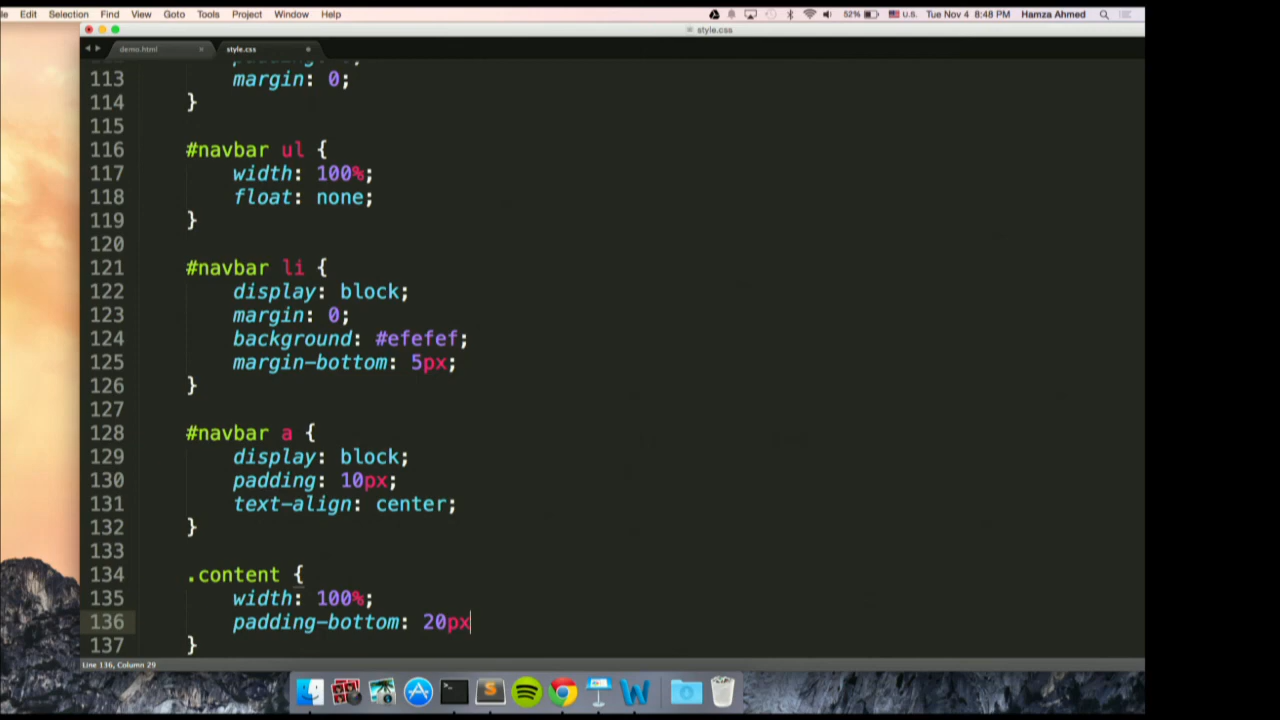 le Edit Selection Find View Goto Tools Project Window Help
52% U.S. Tue Nov 4 8:48 PM Hamza Ahmed
style.css
demo.html × style.css
113 margin: 0;
114 }
115
116 #navbar ul {
117 width: 100%;
118 float: none;
119 }
120
121 #navbar li {
122 display: block;
123 margin: 0;
124 background: #efefef;
125 margin-bottom: 5px;
126 }
127
128 #navbar a {
129 display: block;
130 padding: 10px;
131 text-align: center;
132 }
133
134 .content {
135 width: 100%;
136 padding-bottom: 20px
137 }
Line 136, Column 29